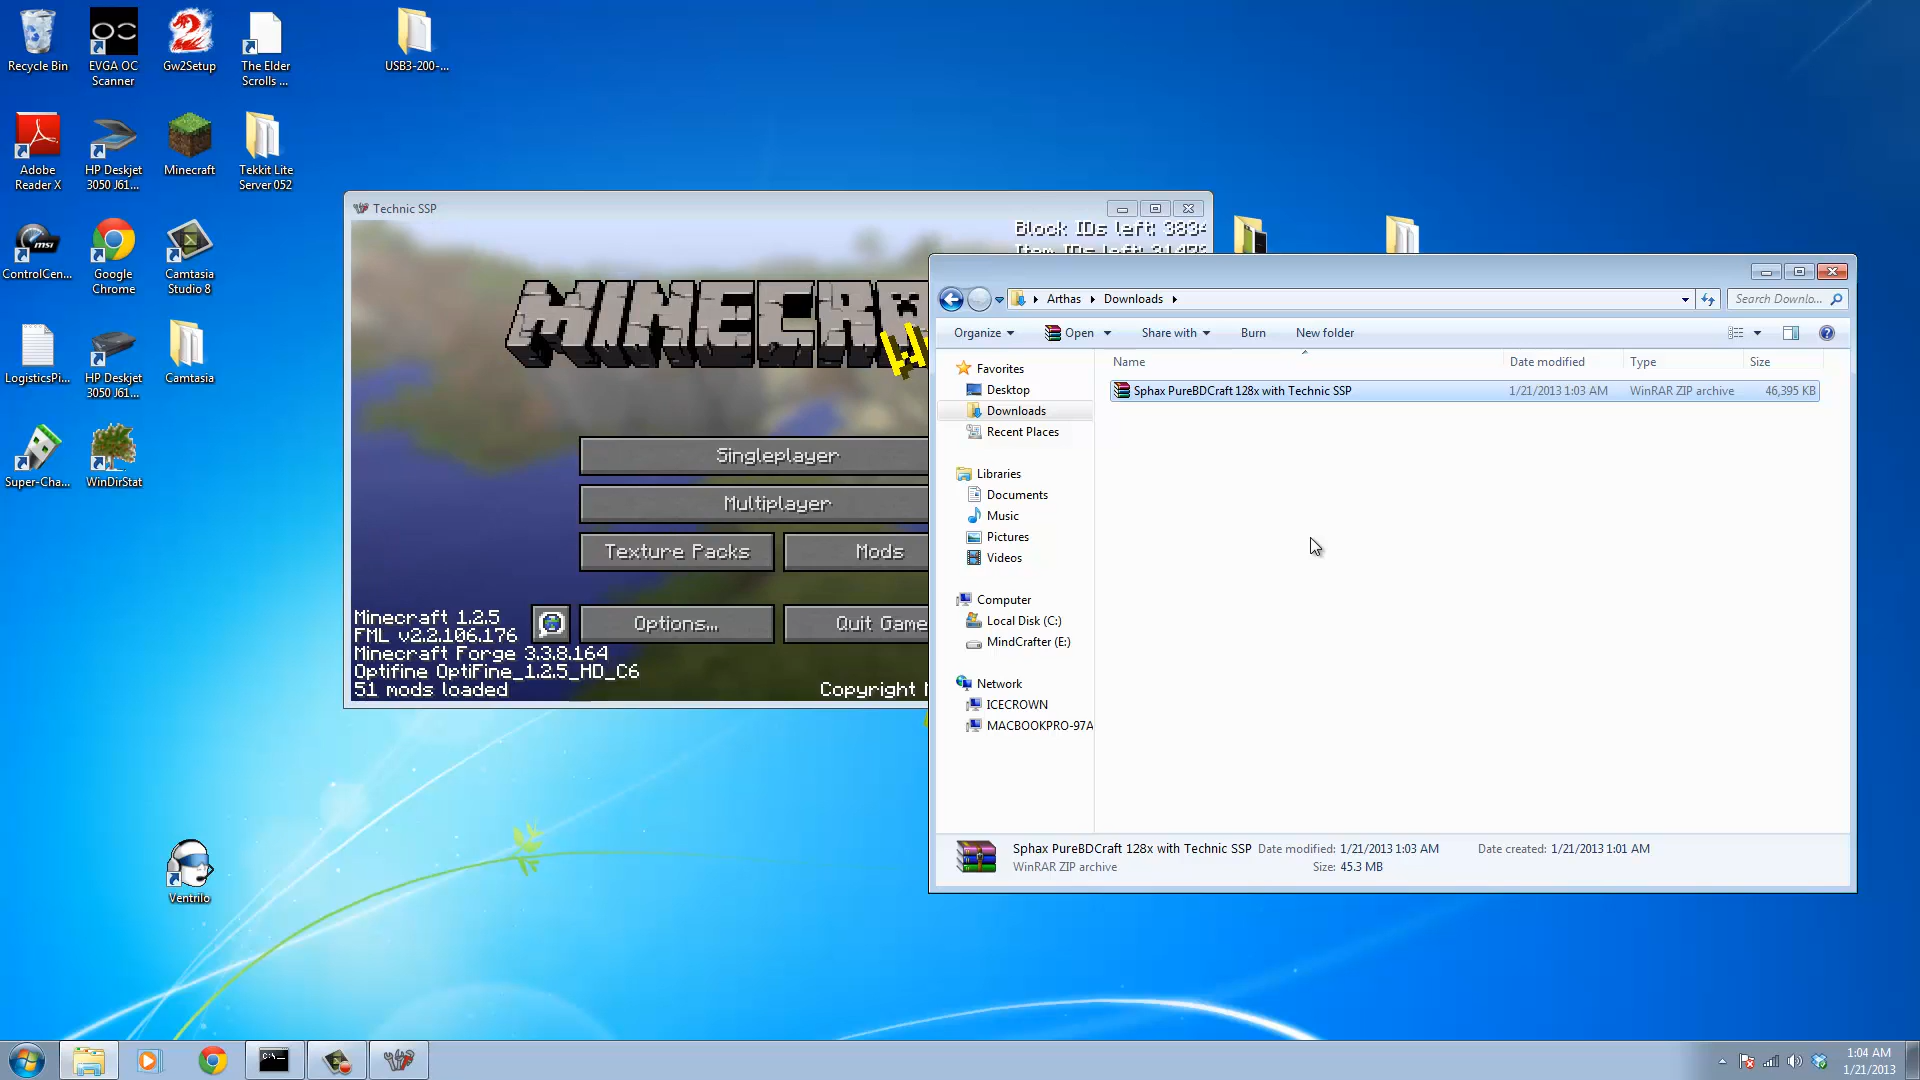 Recycle Bin
EVGA OC
Scanner
Gw2Setup
The Elder
Scrolls ...
USB3-200-...
Adobe
Reader X
HP Deskjet
3050 J61...
Minecraft
Tekkit Lite
Server 052
ControlCen...
Google
Chrome
Camtasia
Studio 8
LogisticsPi...
HP Deskjet
3050 J61...
Camtasia
Super-Cha...
WinDirStat
Ventrilo
Technic SSP
Block IDs left: 3834
MINECRA
Singleplayer
Multiplayer
Texture Packs
Mods
Options...
Quit Game
Minecraft 1.2.5
FML v2.2.106.176
Minecraft Forge 3.3.8.164
Optifine OptiFine_1.2.5_HD_C6
51 mods loaded
Copyright
Arthas
Downloads
Search Downlo...
Organize
Open
Share with
Burn
New folder
Favorites
Desktop
Downloads
Recent Places
Libraries
Documents
Music
Pictures
Videos
Computer
Local Disk (C:)
MindCrafter (E:)
Network
ICECROWN
MACBOOKPRO-97A
Name
Date modified
Type
Size
Sphax PureBDCraft 128x with Technic SSP
1/21/2013 1:03 AM
WinRAR ZIP archive
46,395 KB
Sphax PureBDCraft 128x with Technic SSP
Date modified: 1/21/2013 1:03 AM
Date created: 1/21/2013 1:01 AM
WinRAR ZIP archive
Size: 45.3 MB
1:04 AM
1/21/2013